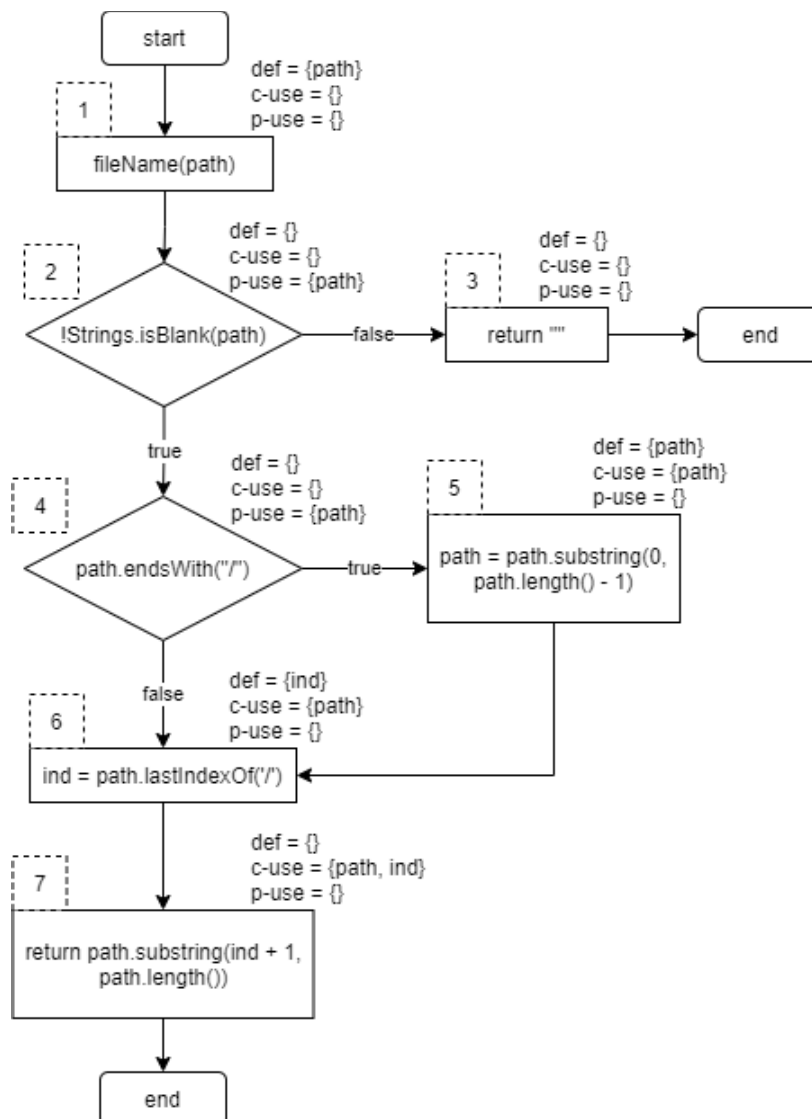 start
def = {path}
c-use = {}
p-use = {}
1
fileName(path)
def = {}
c-use = {}
p-use = {path}
2
!Strings.isBlank(path)
false
def = {}
c-use = {}
p-use = {}
3
return ""
end
true
def = {}
c-use = {}
p-use = {path}
4
path.endsWith("/")
true
def = {path}
c-use = {path}
p-use = {}
5
path = path.substring(0,
path.length() - 1)
false
def = {ind}
c-use = {path}
p-use = {}
6
ind = path.lastIndexOf('/')
def = {}
c-use = {path, ind}
p-use = {}
7
return path.substring(ind + 1,
path.length())
end